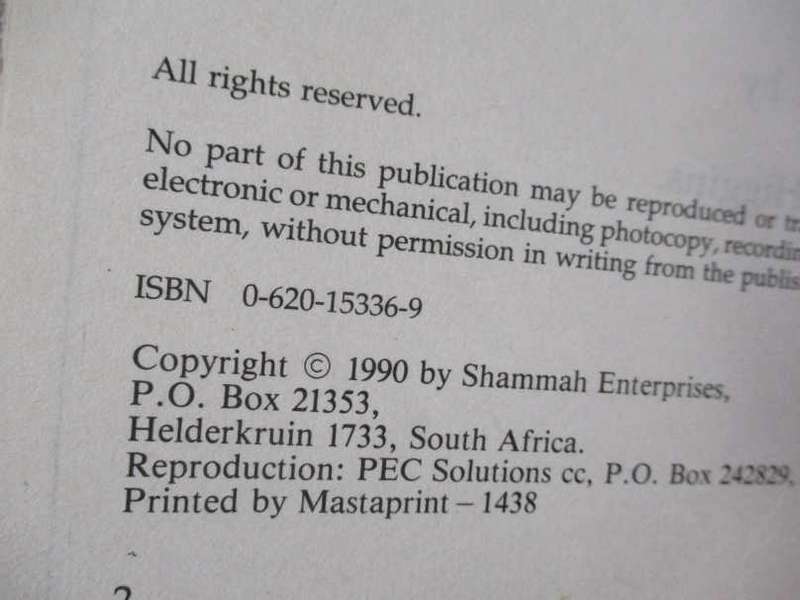 All rights reserved.
No part of this publication may be reproduced or
electronic or mechanical, including photocopy,
system, without permission in writing from the
ISBN 0-620-15336-9
Copyright © 1990 by Shammah Enterprises,
P.O. Box 21353,
Helderkruin 1733, South Africa.
Reproduction: PEC Solutions cc, P.O. Box 242829,
Printed by Mastaprint – 1438
2